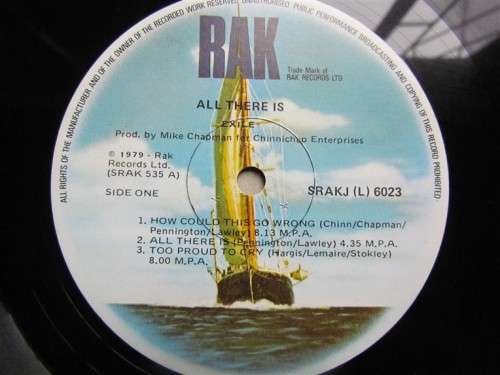 ALL RIGHTS OF THE MANUFACTURER AND OF THE OWNER OF THE RECORDED WORK RESERVED. UNAUTHORISED PUBLIC PERFORMANCE BROADCASTING AND COPYING OF THIS RECORD PROHIBITED.
RAK
Trade Mark of
RAK RECORDS LTD.
ALL THERE IS
EXILE
Prod. by Mike Chapman for Chinnichap Enterprises
℗ 1979 - Rak
Records Ltd.
(SRAK 535 A)
SIDE ONE
SRAKJ (L) 6023
1. HOW COULD THIS GO WRONG (Chinn/Chapman/
Pennington/Lawley) 8.13 M.P.A.
2. ALL THERE IS (Pennington/Lawley) 4.35 M.P.A.
3. TOO PROUD TO CRY (Hargis/Lemaire/Stokley)
8.00 M.P.A.